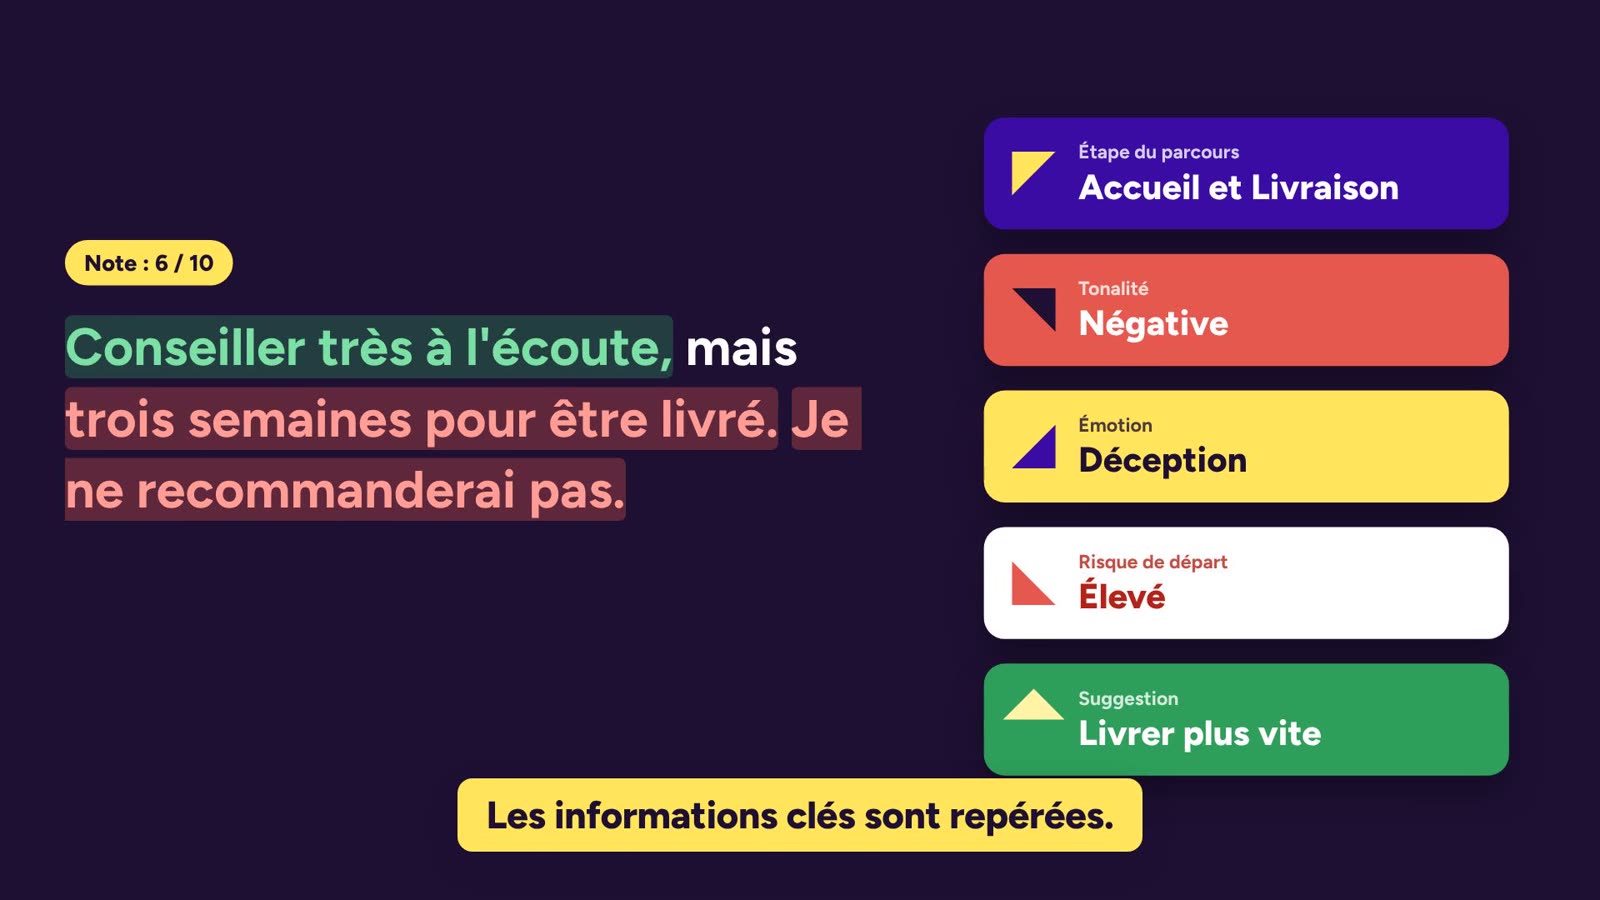 Note : 6 / 10
Conseiller très à l'écoute, mais
trois semaines pour être livré. Je
ne recommanderai pas.
Étape du parcours
Accueil et Livraison
Tonalité
Négative
Émotion
Déception
Risque de départ
Élevé
Suggestion
Livrer plus vite
Les informations clés sont repérées.